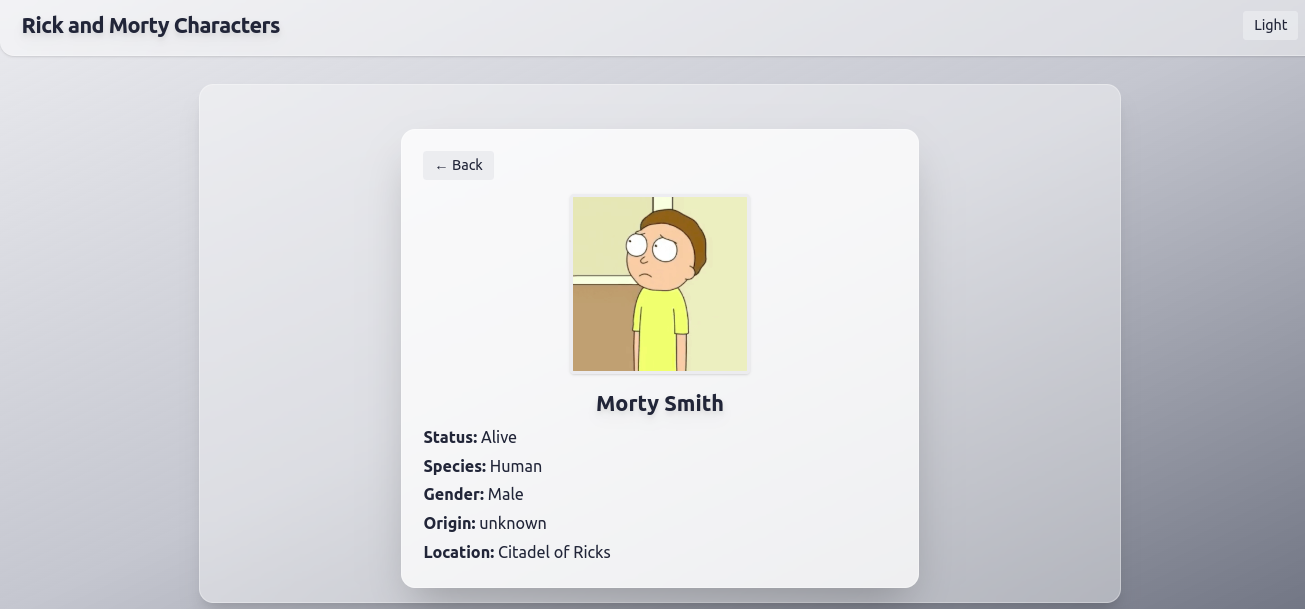 Rick and Morty Characters
Light
← Back
Morty Smith
Status: Alive
Species: Human
Gender: Male
Origin: unknown
Location: Citadel of Ricks